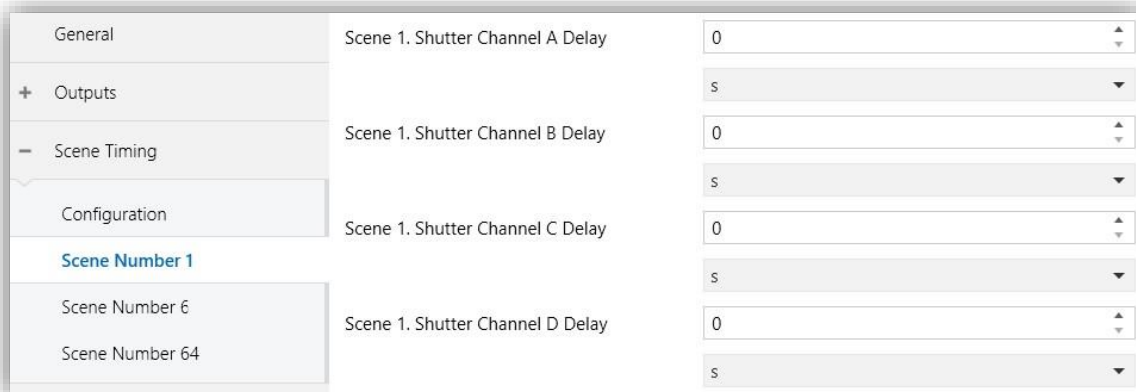 General
+ Outputs
− Scene Timing
Configuration
Scene Number 1
Scene Number 6
Scene Number 64
Scene 1. Shutter Channel A Delay
0
s
Scene 1. Shutter Channel B Delay
0
s
Scene 1. Shutter Channel C Delay
0
s
Scene 1. Shutter Channel D Delay
0
s